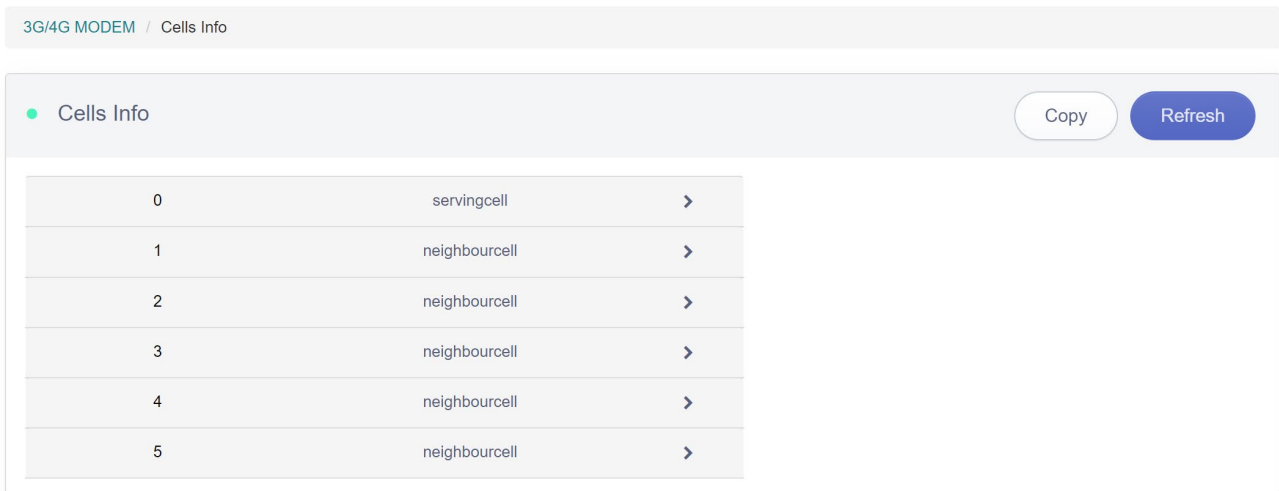 3G/4G MODEM / Cells Info
Cells Info
Copy
Refresh
0 servingcell
1 neighbourcell
2 neighbourcell
3 neighbourcell
4 neighbourcell
5 neighbourcell